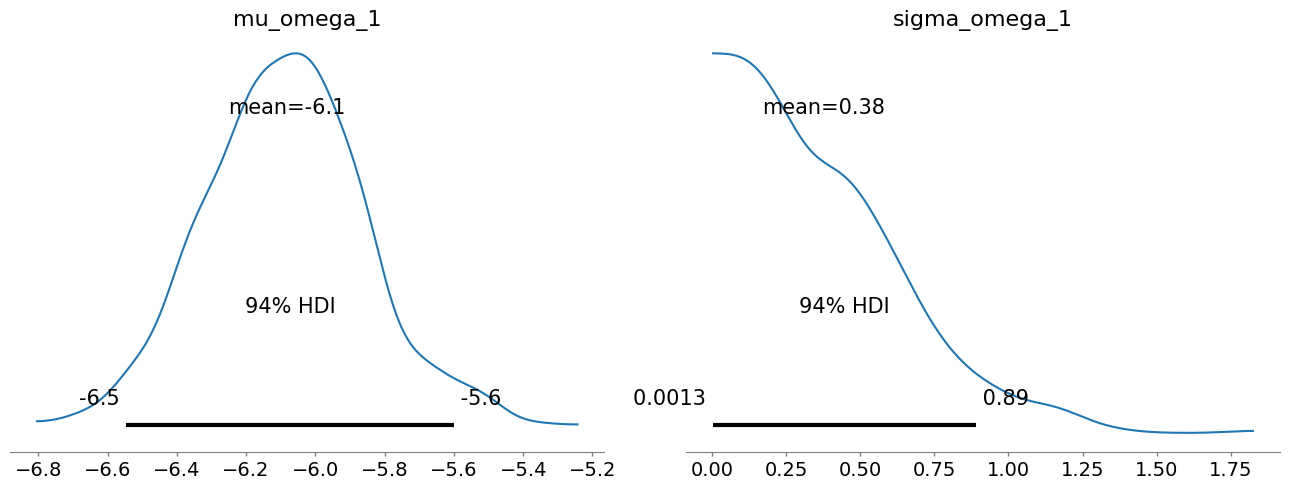 mu_omega_1
mean=-6.1
94% HDI
-6.5
-5.6
−6.8 −6.6 −6.4 −6.2 −6.0 −5.8 −5.6 −5.4 −5.2
sigma_omega_1
mean=0.38
94% HDI
0.0013
0.89
0.00 0.25 0.50 0.75 1.00 1.25 1.50 1.75